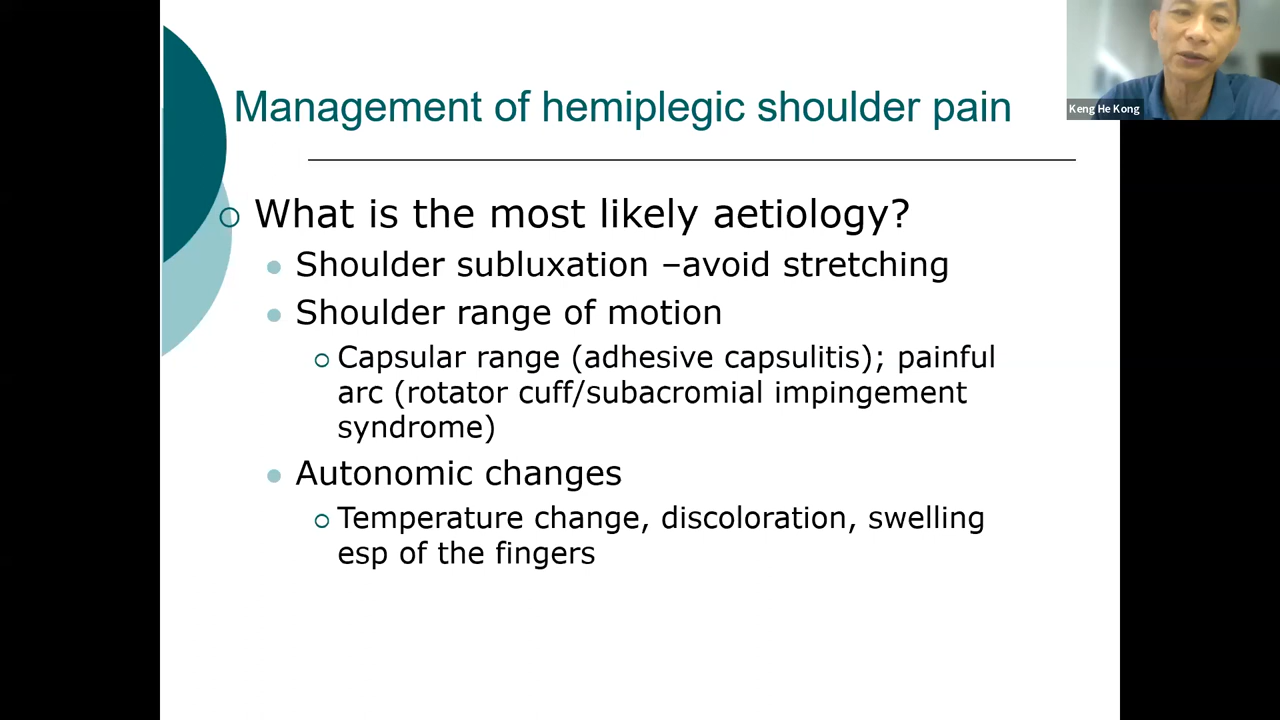 Management of hemiplegic shoulder pain
Keng He Kong
What is the most likely aetiology?
Shoulder subluxation –avoid stretching
Shoulder range of motion
Capsular range (adhesive capsulitis); painful
arc (rotator cuff/subacromial impingement
syndrome)
Autonomic changes
Temperature change, discoloration, swelling
esp of the fingers